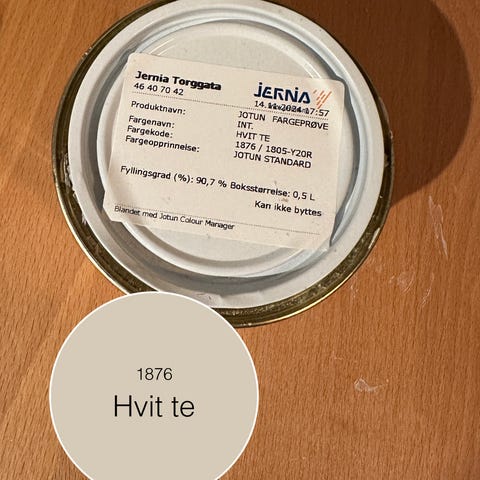 Jernia Torggata
46 40 70 42
JERNIA
14.11.2024 17:57
Produktnavn: JOTUN FARGEPRØVE
INT.
Fargenavn: HVIT TE
Fargekode: 1876 / 1805-Y20R
Fargeopprinnelse: JOTUN STANDARD
Fyllingsgrad (%): 90,7 % Boksstørrelse: 0,5 L
Kan ikke byttes
Blandet med Jotun Colour Manager
1876
Hvit te